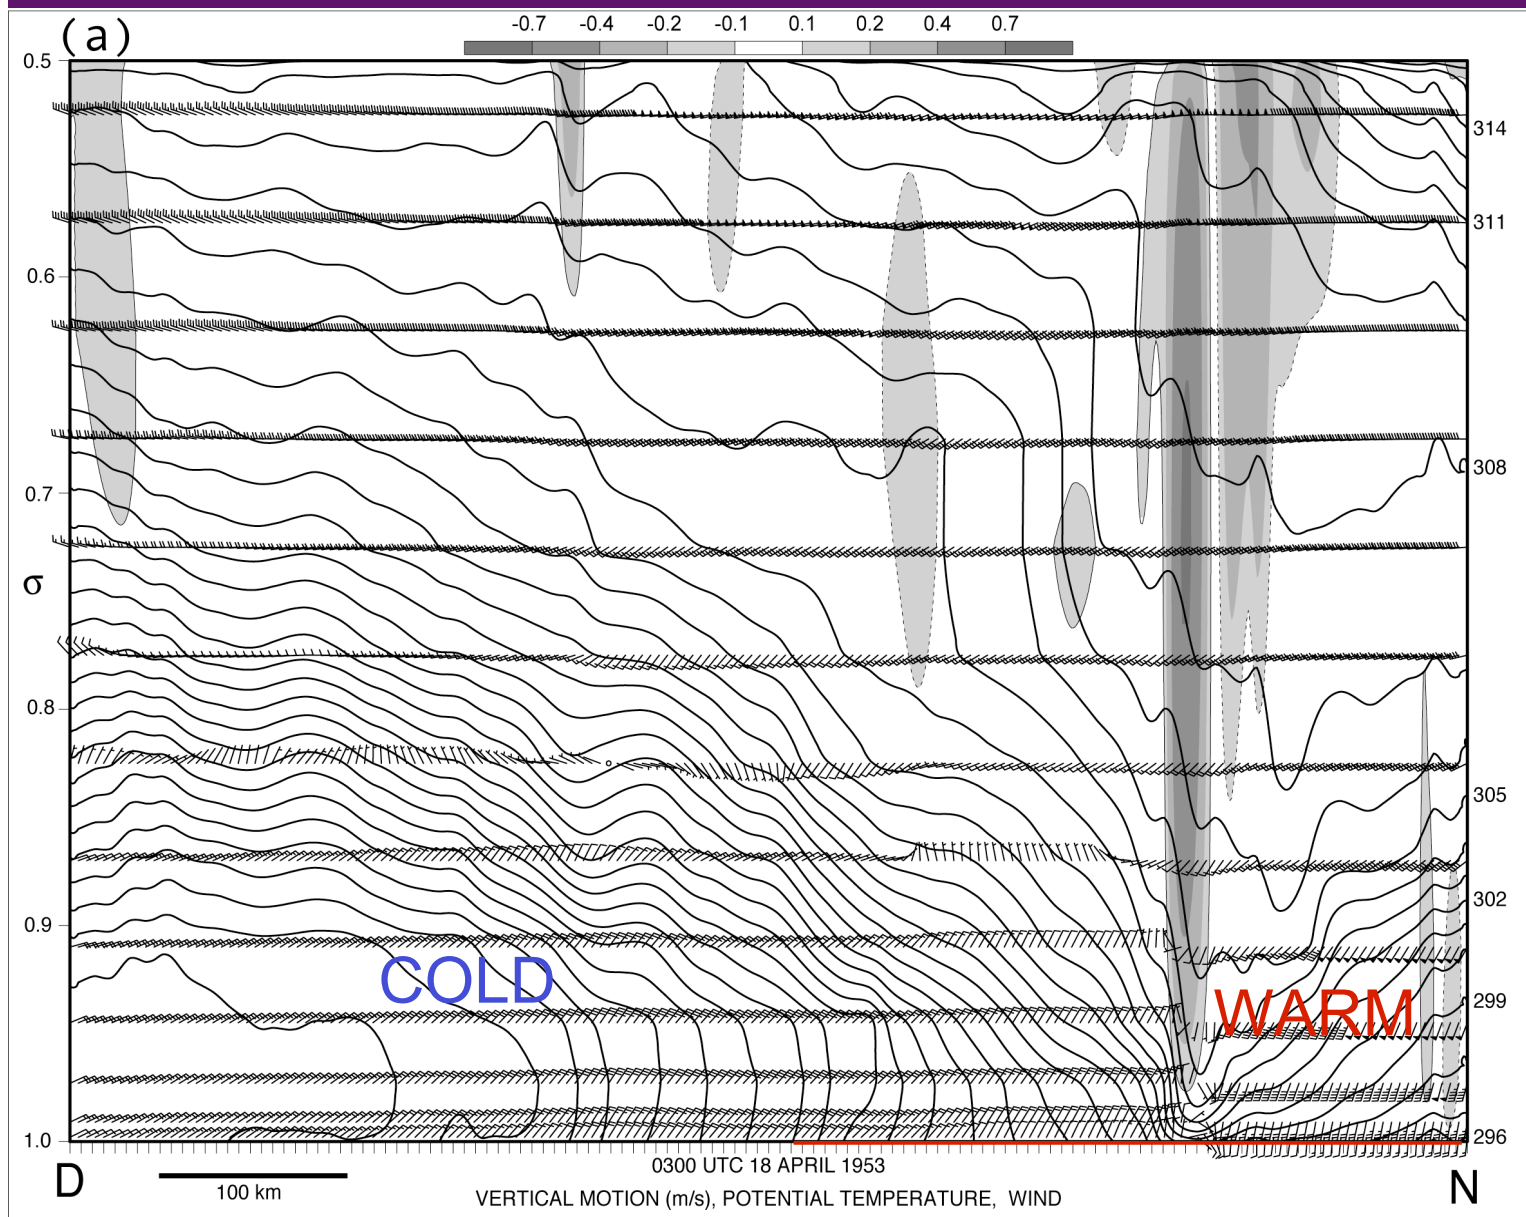 (a)
-0.7 -0.4 -0.2 -0.1 0.1 0.2 0.4 0.7
0.5
314
311
0.6
308
0.7
σ
0.8
305
302
0.9
COLD
299
WARM
1.0
296
0300 UTC 18 APRIL 1953
D
N
100 km
VERTICAL MOTION (m/s), POTENTIAL TEMPERATURE, WIND